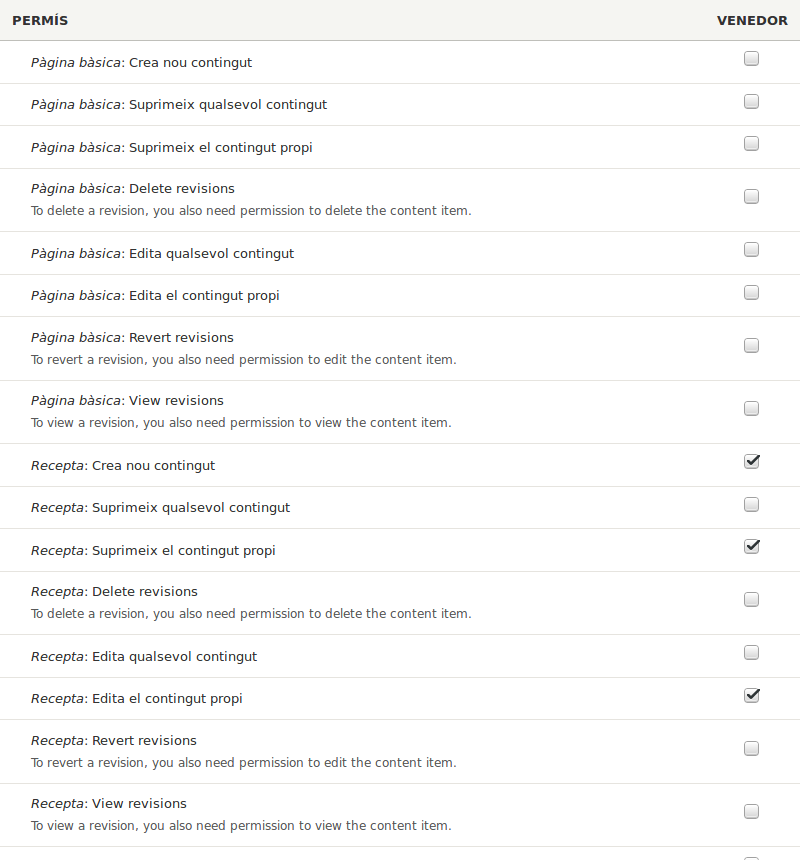 PERMÍS VENEDOR
Pàgina bàsica: Crea nou contingut
Pàgina bàsica: Suprimeix qualsevol contingut
Pàgina bàsica: Suprimeix el contingut propi
Pàgina bàsica: Delete revisions
To delete a revision, you also need permission to delete the content item.
Pàgina bàsica: Edita qualsevol contingut
Pàgina bàsica: Edita el contingut propi
Pàgina bàsica: Revert revisions
To revert a revision, you also need permission to edit the content item.
Pàgina bàsica: View revisions
To view a revision, you also need permission to view the content item.
Recepta: Crea nou contingut
Recepta: Suprimeix qualsevol contingut
Recepta: Suprimeix el contingut propi
Recepta: Delete revisions
To delete a revision, you also need permission to delete the content item.
Recepta: Edita qualsevol contingut
Recepta: Edita el contingut propi
Recepta: Revert revisions
To revert a revision, you also need permission to edit the content item.
Recepta: View revisions
To view a revision, you also need permission to view the content item.